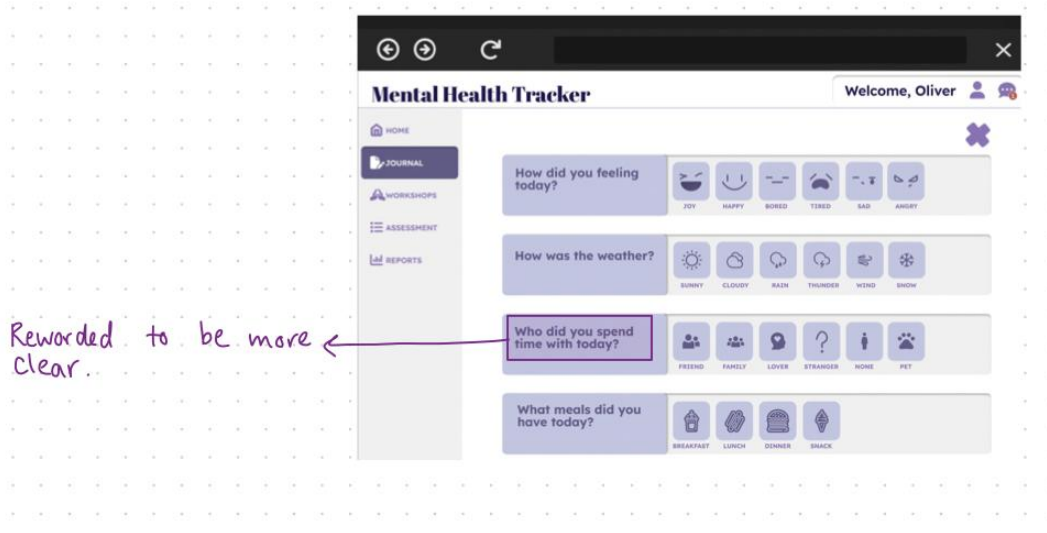 Mental Health Tracker
Welcome, Oliver
HOME
JOURNAL
WORKSHOPS
ASSESSMENT
REPORTS
How did you feeling
today?
JOY HAPPY BORED TIRED SAD ANGRY
How was the weather?
SUNNY CLOUDY RAIN THUNDER WIND SNOW
Reworded to be more
clear.
Who did you spend
time with today?
FRIEND FAMILY LOVER STRANGER NONE PET
What meals did you
have today?
BREAKFAST LUNCH DINNER SNACK